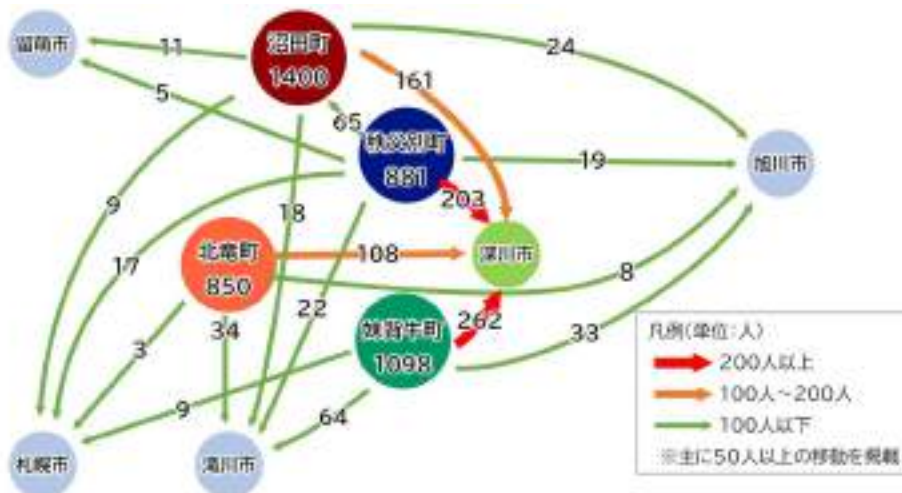 留萌市
11
沼田町
1400
24
161
5
65
秩父別町
881
19
旭川市
203
9
18
深川市
北竜町
850
108
8
17
22
262
33
妹背牛町
1098
34
3
9
64
札幌市
滝川市
凡例(単位:人)
200人以上
100人～200人
100人以下
※主に50人以上の移動を掲載